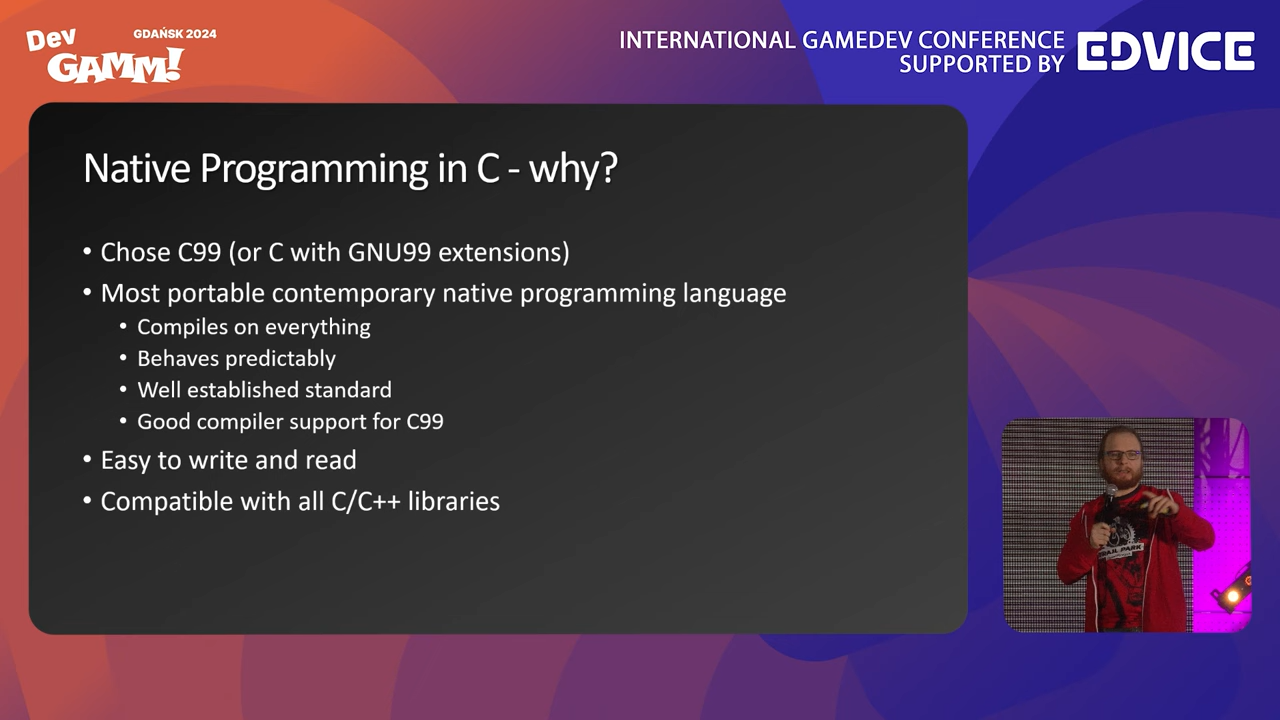 Dev
GAMM!
GDAŃSK 2024
INTERNATIONAL GAMEDEV CONFERENCE
SUPPORTED BY
EDVICE
Native Programming in C - why?
• Chose C99 (or C with GNU99 extensions)
• Most portable contemporary native programming language
• Compiles on everything
• Behaves predictably
• Well established standard
• Good compiler support for C99
• Easy to write and read
• Compatible with all C/C++ libraries
PARK